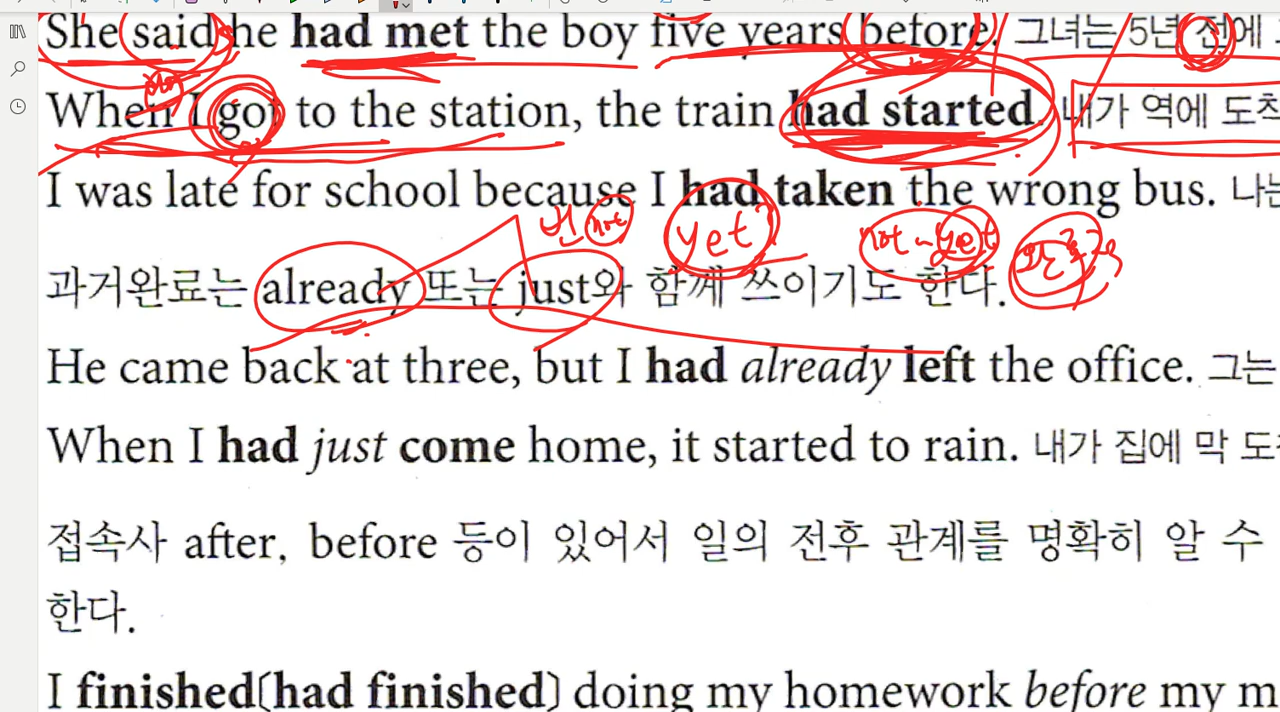 She said he had met the boy five years before. 그녀는 5년 전에
When I got to the station, the train had started. 내가 역에 도착
I was late for school because I had taken the wrong bus. 나는
not yet not ~ yet
과거완료는 already 또는 just와 함께 쓰이기도 한다.
He came back at three, but I had already left the office. 그는
When I had just come home, it started to rain. 내가 집에 막 도착
접속사 after, before 등이 있어서 일의 전후 관계를 명확히 알 수
한다.
I finished(had finished) doing my homework before my m